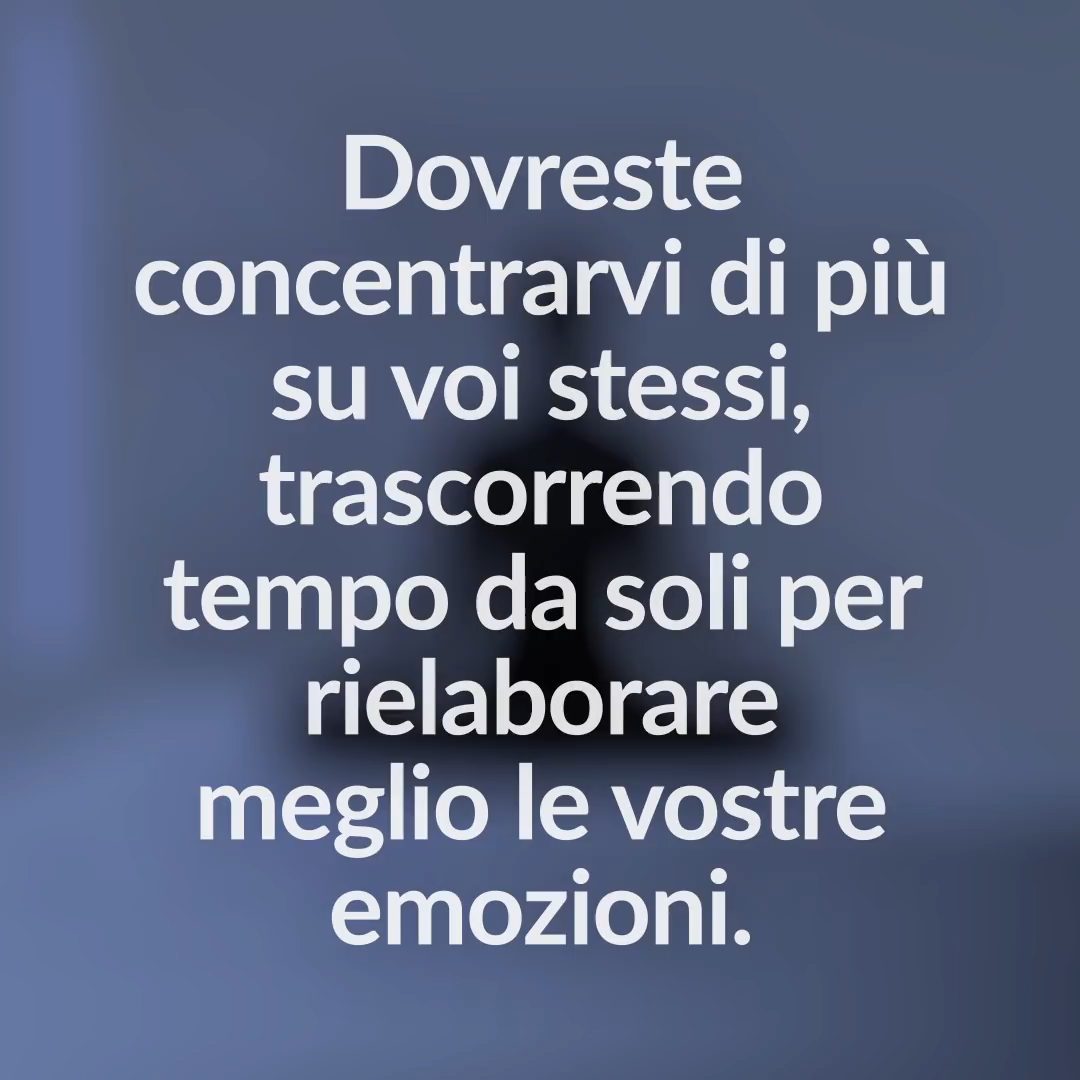 Dovreste
concentrarvi di più
su voi stessi,
trascorrendo
tempo da soli per
rielaborare
meglio le vostre
emozioni.